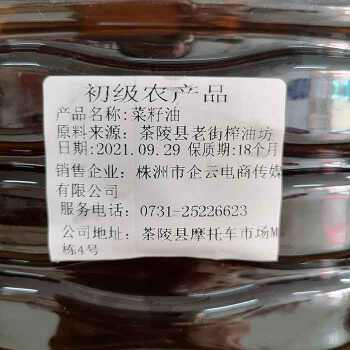 初级农产品
产品名称:菜籽油
原料来源: 茶陵县老街榨油坊
日期:2021.09.29 保质期:18个月
销售企业: 株洲市企云电商传媒
有限公司
服务电话: 0731-25226623
公司地址: 茶陵县摩托车市场M
栋4号